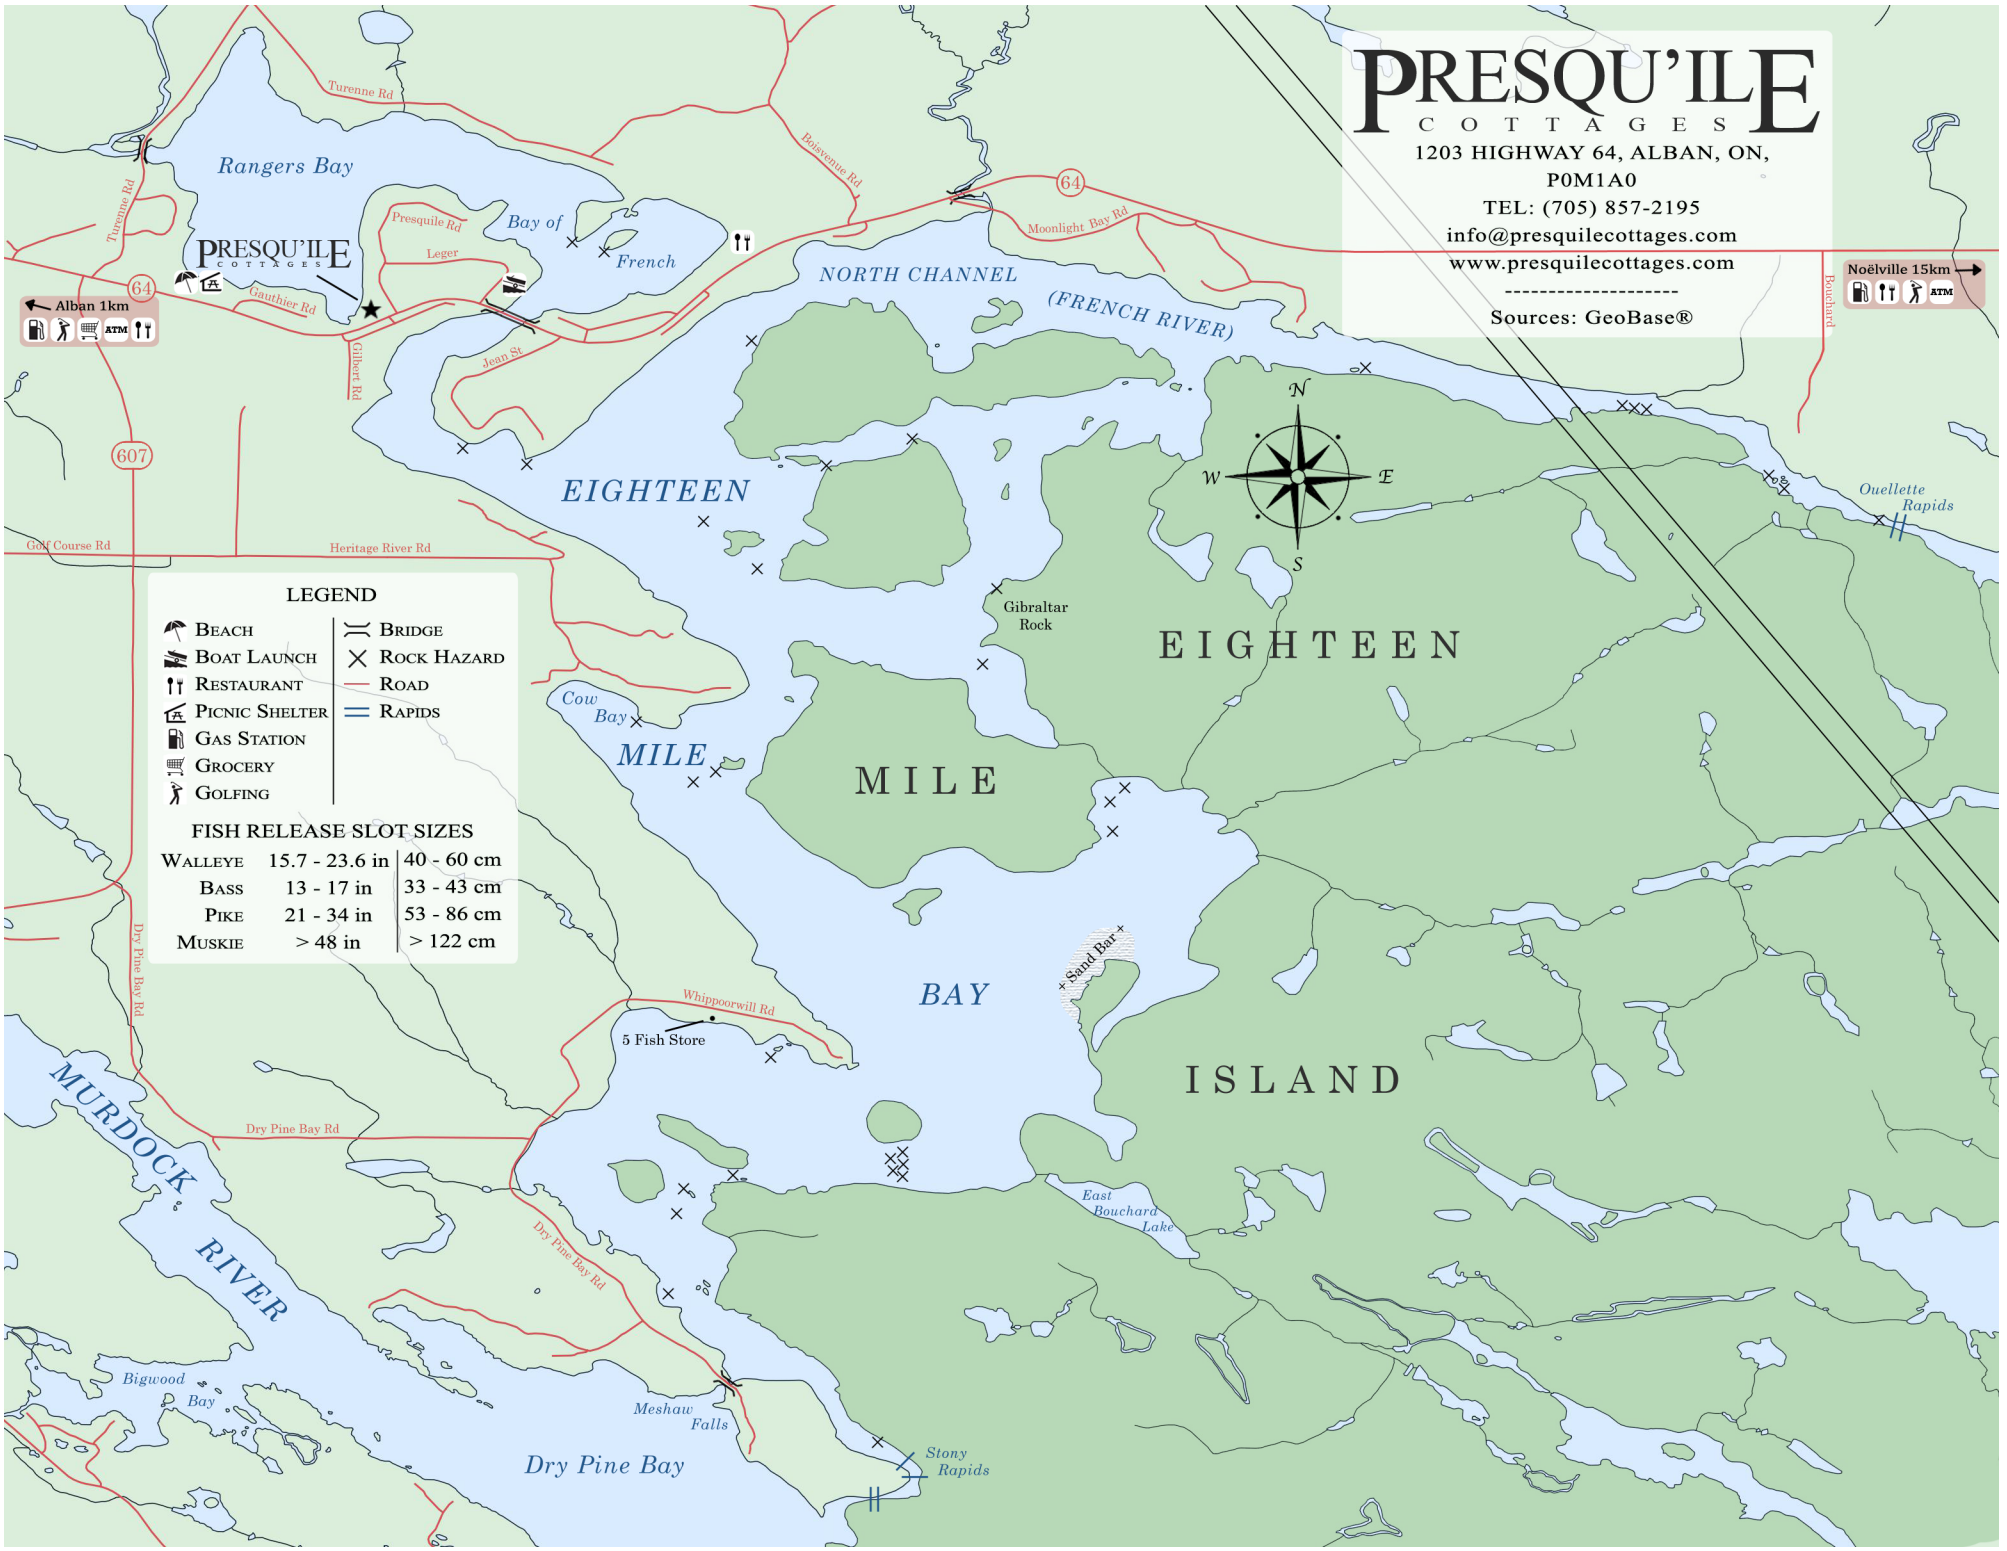 PRESQU'ILE
COTTAGES
1203 HIGHWAY 64, ALBAN, ON,
P0M1A0
TEL: (705) 857-2195
info@presquilecottages.com
www.presquilecottages.com
--------------------
Sources: GeoBase®
Turenne Rd
Rangers Bay
Turenne Rd
Boisvenue Rd
64
Moonlight Bay Rd
Presquile Rd
Bay of
French
Leger
PRESQU'ILE
COTTAGES
NORTH CHANNEL
(FRENCH RIVER)
Noëlville 15km
ATM
Bouchard
64
Gauthier Rd
Alban 1km
ATM
Gilbert Rd
Jean St
N
W
E
S
607
EIGHTEEN
Ouellette
Rapids
Golf Course Rd
Heritage River Rd
Gibraltar
Rock
EIGHTEEN
LEGEND
BEACH
BOAT LAUNCH
RESTAURANT
PICNIC SHELTER
GAS STATION
GROCERY
GOLFING
BRIDGE
ROCK HAZARD
ROAD
RAPIDS
FISH RELEASE SLOT SIZES
WALLEYE 15.7 - 23.6 in 40 - 60 cm
BASS 13 - 17 in 33 - 43 cm
PIKE 21 - 34 in 53 - 86 cm
MUSKIE > 48 in > 122 cm
Cow
Bay
MILE
MILE
Dry Pine Bay Rd
Sand Bar
BAY
Whippoorwill Rd
5 Fish Store
ISLAND
MURDOCK
RIVER
Dry Pine Bay Rd
East
Bouchard
Lake
Dry Pine Bay Rd
Bigwood
Bay
Meshaw
Falls
Dry Pine Bay
Stony
Rapids